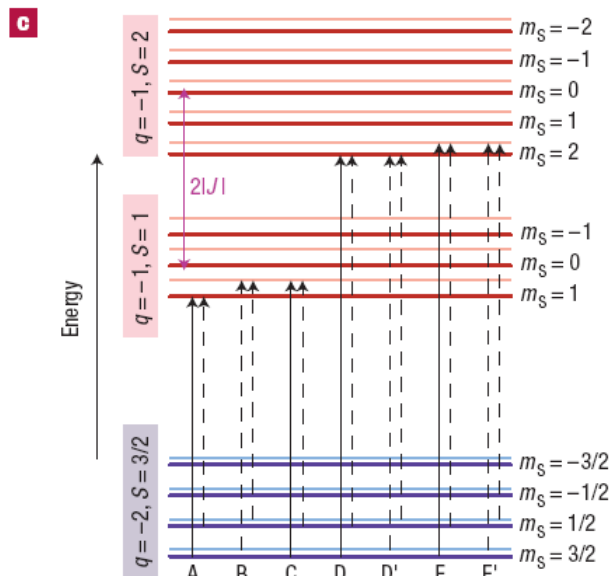 c
q = −1, S = 2
m_S = −2
m_S = −1
m_S = 0
m_S = 1
m_S = 2
2|J|
Energy
q = −1, S = 1
m_S = −1
m_S = 0
m_S = 1
q = −2, S = 3/2
m_S = −3/2
m_S = −1/2
m_S = 1/2
m_S = 3/2
A B C D D' E E'